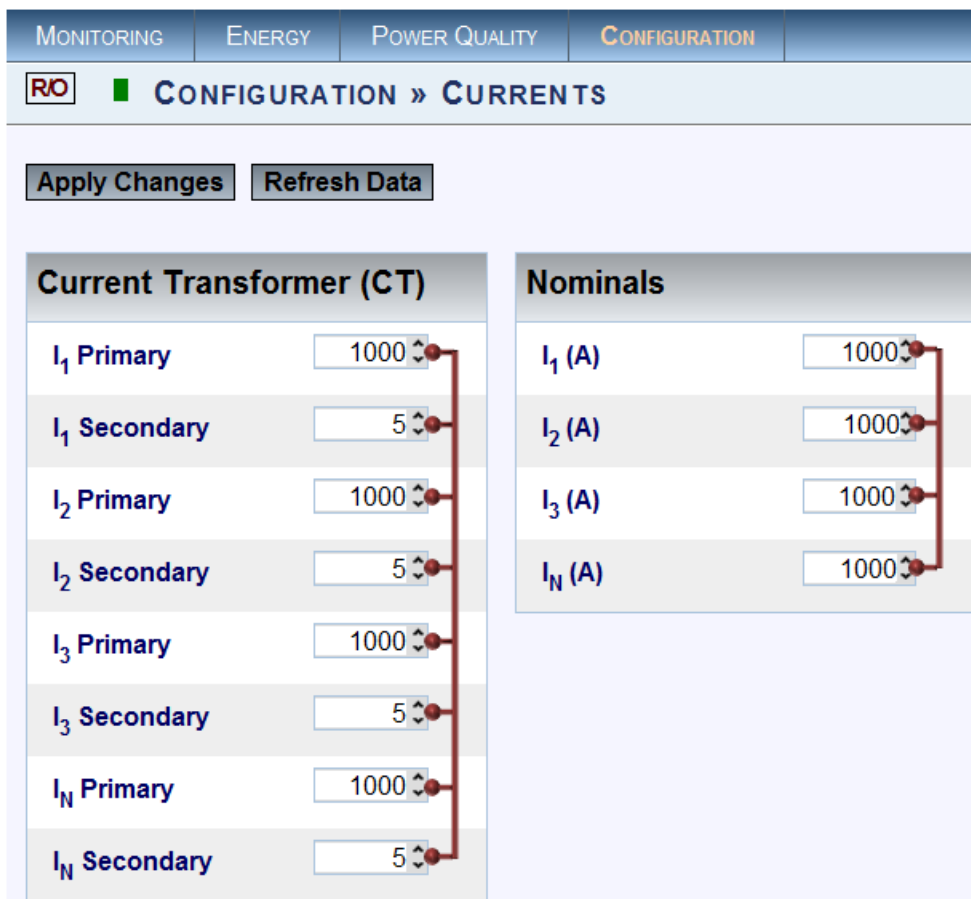 MONITORING ENERGY POWER QUALITY CONFIGURATION
R/O CONFIGURATION » CURRENTS
Apply Changes Refresh Data
Current Transformer (CT)
I1 Primary 1000
I1 Secondary 5
I2 Primary 1000
I2 Secondary 5
I3 Primary 1000
I3 Secondary 5
IN Primary 1000
IN Secondary 5
Nominals
I1 (A) 1000
I2 (A) 1000
I3 (A) 1000
IN (A) 1000